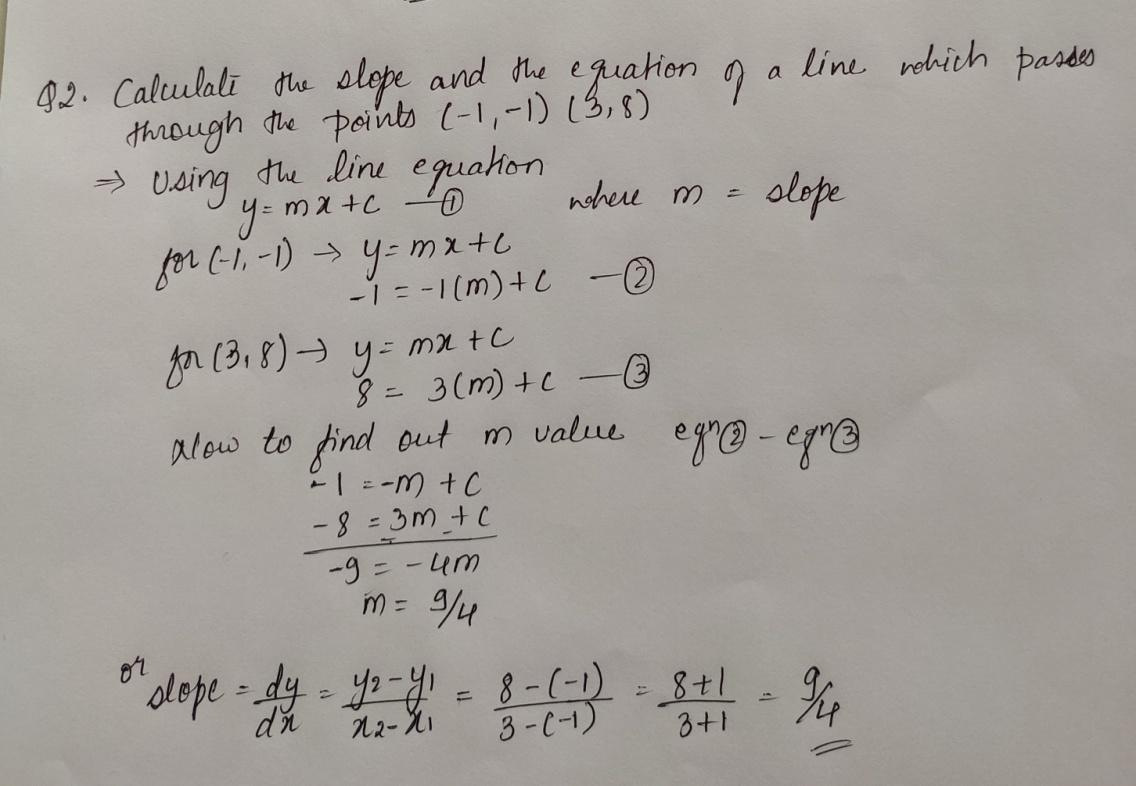 Q2. Calculate the slope and the equation of a line which passes
through the points (-1,-1) (3,8)
⇒ Using the line equation
y = mx + c —① where m = slope
for (-1,-1) → y = mx + c
-1 = -1(m) + c —②
for (3,8) → y = mx + c
8 = 3(m) + c —③
Now to find out m value eqn② - eqn③
-1 = -m + c
- 8 = 3m + c
- -
-9 = -4m
m = 9/4
or slope = dy/dx = y2-y1/x2-x1 = 8-(-1)/3-(-1) = 8+1/3+1 = 9/4